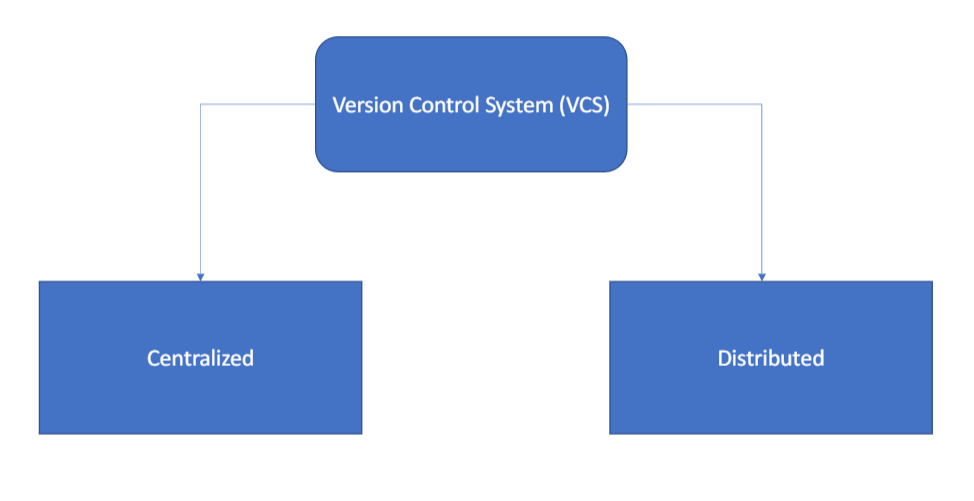 Version Control System (VCS)
Centralized
Distributed